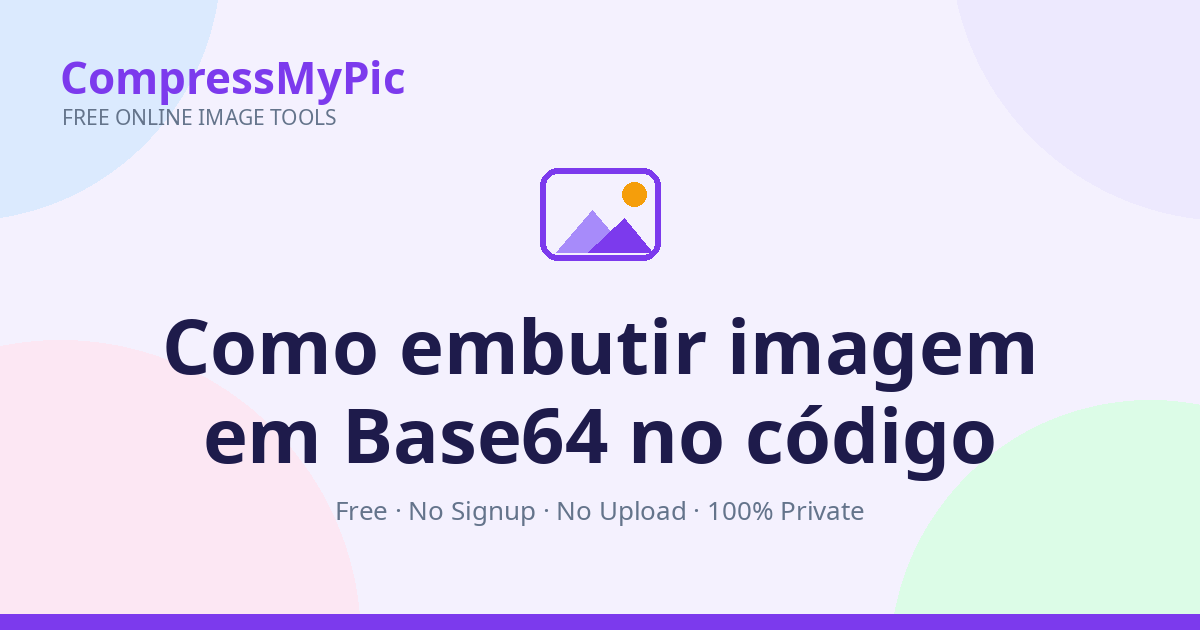 CompressMyPic
FREE ONLINE IMAGE TOOLS
Como embutir imagem
em Base64 no código
Free · No Signup · No Upload · 100% Private